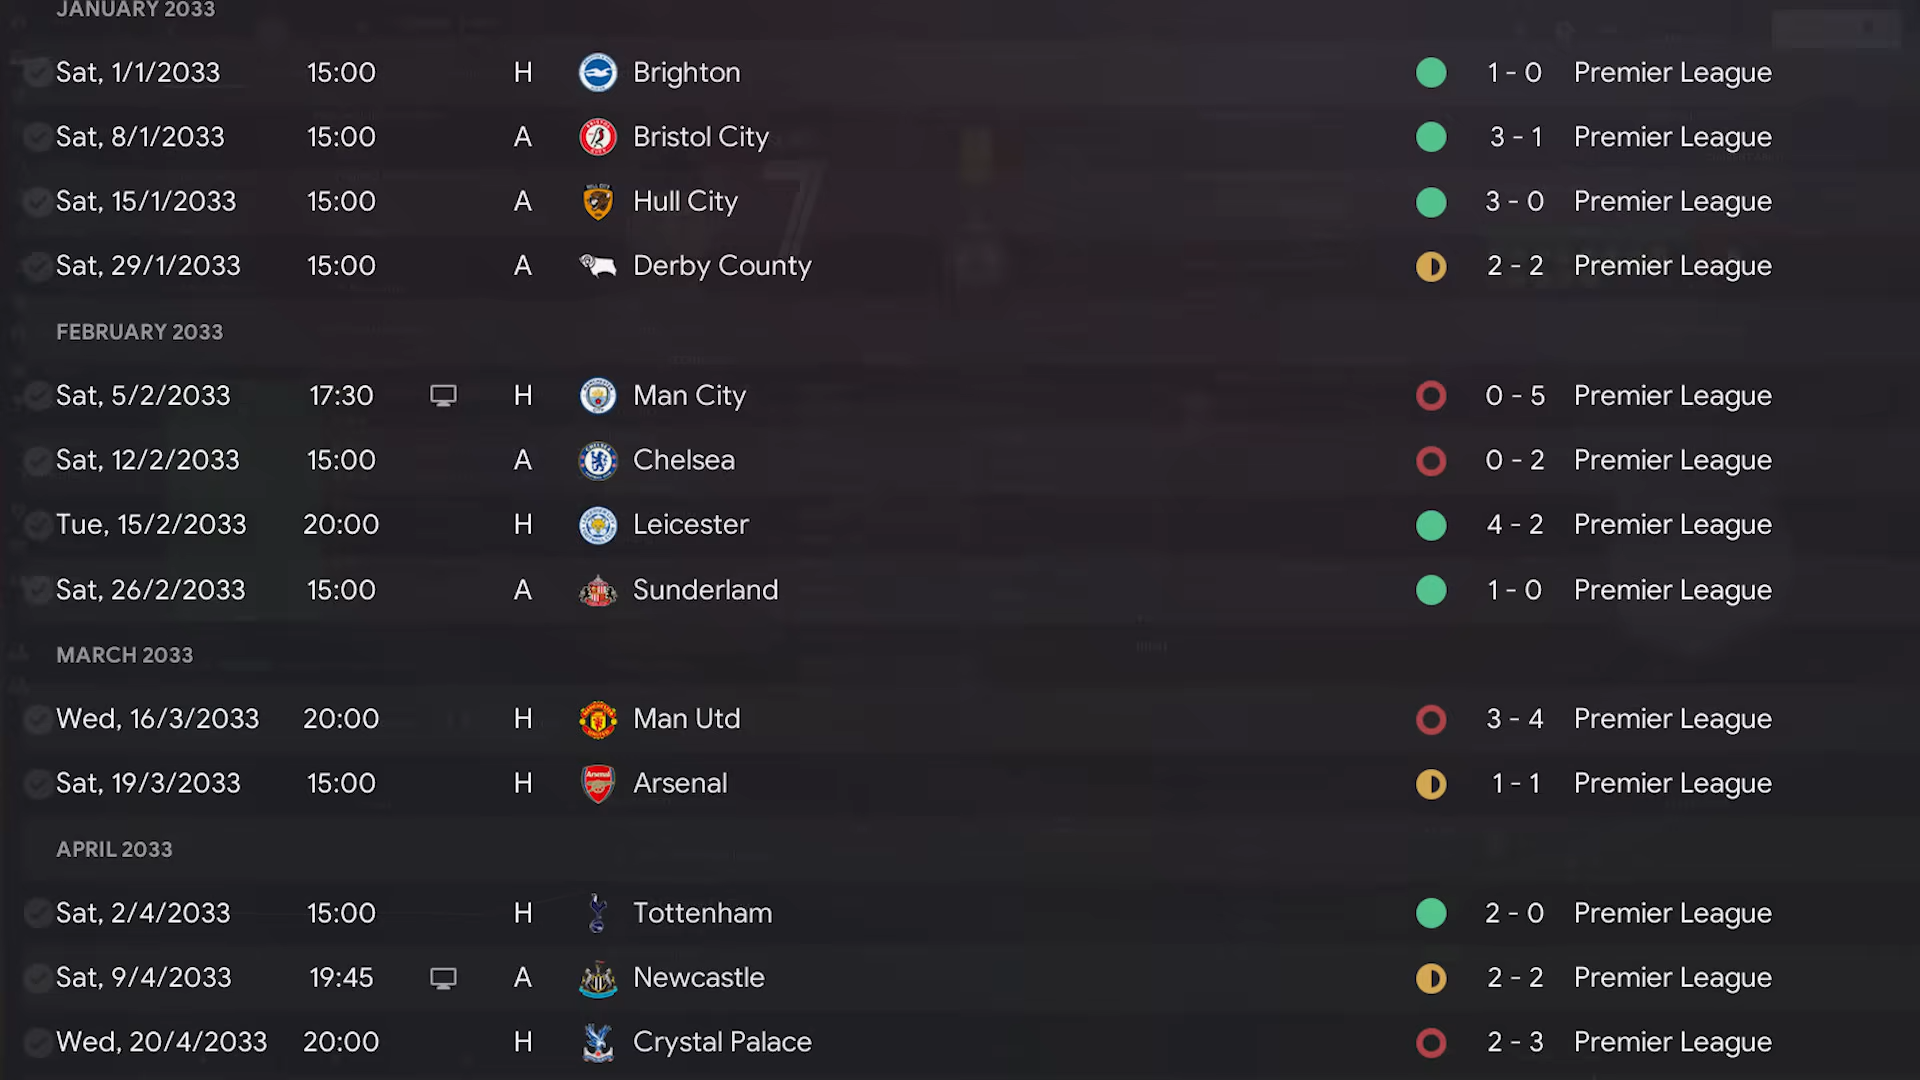 JANUARY 2033
Sat, 1/1/2033 15:00 H Brighton 1 - 0 Premier League
Sat, 8/1/2033 15:00 A Bristol City 3 - 1 Premier League
Sat, 15/1/2033 15:00 A Hull City 3 - 0 Premier League
Sat, 29/1/2033 15:00 A Derby County 2 - 2 Premier League
FEBRUARY 2033
Sat, 5/2/2033 17:30 H Man City 0 - 5 Premier League
Sat, 12/2/2033 15:00 A Chelsea 0 - 2 Premier League
Tue, 15/2/2033 20:00 H Leicester 4 - 2 Premier League
Sat, 26/2/2033 15:00 A Sunderland 1 - 0 Premier League
MARCH 2033
Wed, 16/3/2033 20:00 H Man Utd 3 - 4 Premier League
Sat, 19/3/2033 15:00 H Arsenal 1 - 1 Premier League
APRIL 2033
Sat, 2/4/2033 15:00 H Tottenham 2 - 0 Premier League
Sat, 9/4/2033 19:45 A Newcastle 2 - 2 Premier League
Wed, 20/4/2033 20:00 H Crystal Palace 2 - 3 Premier League